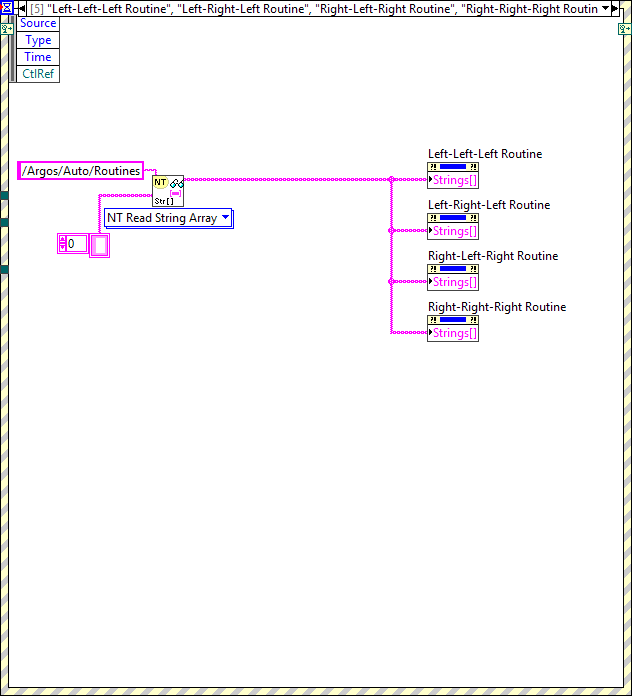 [5] "Left-Left-Left Routine", "Left-Right-Left Routine", "Right-Left-Right Routine", "Right-Right-Right Routin
Source
Type
Time
CtlRef
/Argos/Auto/Routines
NT
Str[]
NT Read String Array
0
Left-Left-Left Routine
?! ?!
Strings[]
Left-Right-Left Routine
?! ?!
Strings[]
Right-Left-Right Routine
?! ?!
Strings[]
Right-Right-Right Routine
?! ?!
Strings[]